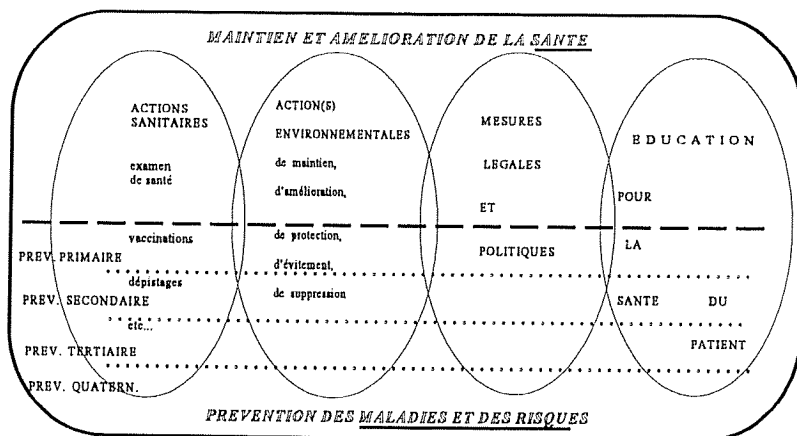 MAINTIEN ET AMELIORATION DE LA SANTE
ACTIONS
SANITAIRES
examen
de santé
vaccinations
dépistages
etc...
ACTION(S)
ENVIRONNEMENTALES
de maintien,
d'amélioration,
de protection,
d'évitement,
de suppression
MESURES
LEGALES
ET
POLITIQUES
EDUCATION
POUR
LA
SANTE DU
PATIENT
PREV. PRIMAIRE
PREV. SECONDAIRE
PREV. TERTIAIRE
PREV. QUATERN.
PREVENTION DES MALADIES ET DES RISQUES